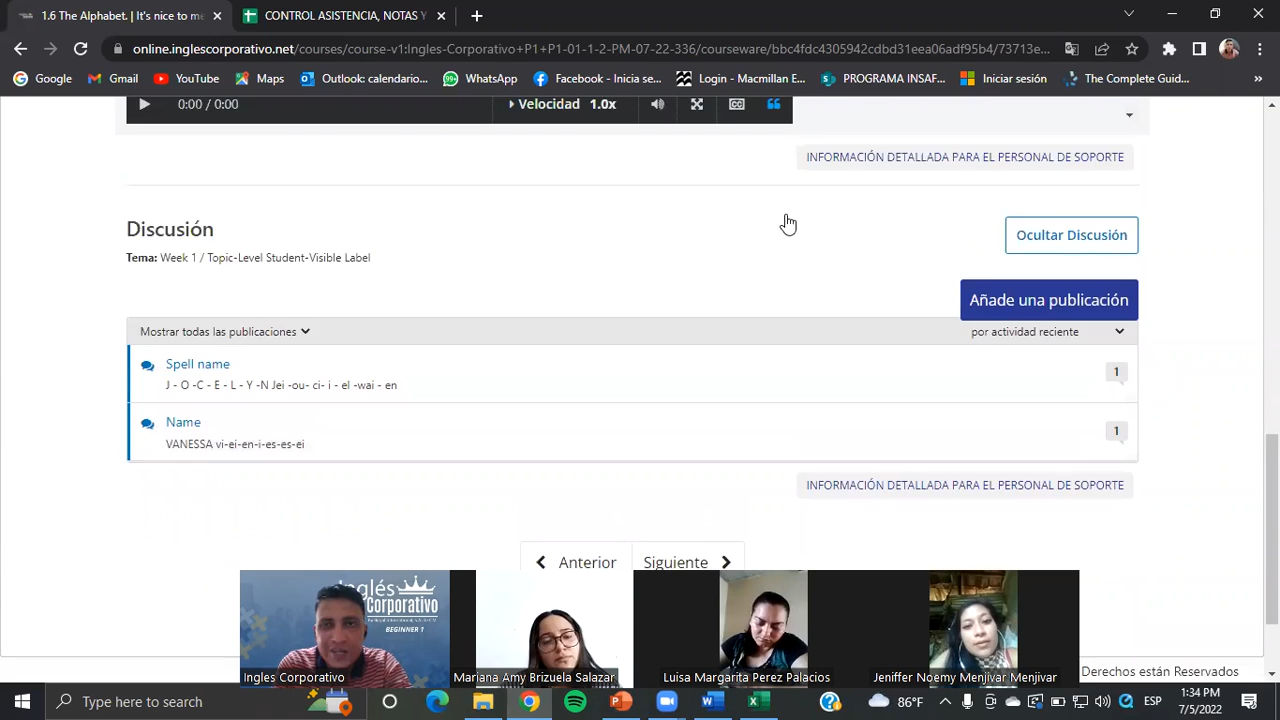 1.6 The Alphabet. | It's nice to me
CONTROL ASISTENCIA, NOTAS Y
online.inglescorporativo.net/courses/course-v1:Ingles-Corporativo+P1+P1-01-1-2-PM-07-22-336/courseware/bbc4fdc4305942cdbd31eea06adf95b4/73713e...
Google
Gmail
YouTube
Maps
Outlook: calendario...
99+
WhatsApp
Facebook - Inicia se...
Login - Macmillan E...
PROGRAMA INSAF...
Iniciar sesión
The Complete Guid...
0:00 / 0:00
Velocidad 1.0x
INFORMACIÓN DETALLADA PARA EL PERSONAL DE SOPORTE
Discusión
Ocultar Discusión
Tema: Week 1 / Topic-Level Student-Visible Label
Añade una publicación
Mostrar todas las publicaciones
por actividad reciente
Spell name
1
J - O -C - E - L - Y -N Jei -ou- ci- i - el -wai - en
Name
1
VANESSA vi-ei-en-i-es-es-ei
INFORMACIÓN DETALLADA PARA EL PERSONAL DE SOPORTE
Anterior
Siguiente
Inglés
Corporativo
BEGINNER 1
Ingles Corporativo
Mariana Amy Brizuela Salazar
Luisa Margarita Perez Palacios
Jeniffer Noemy Menjivar Menjivar
Derechos están Reservados
Type here to search
86°F
ESP
1:34 PM
7/5/2022